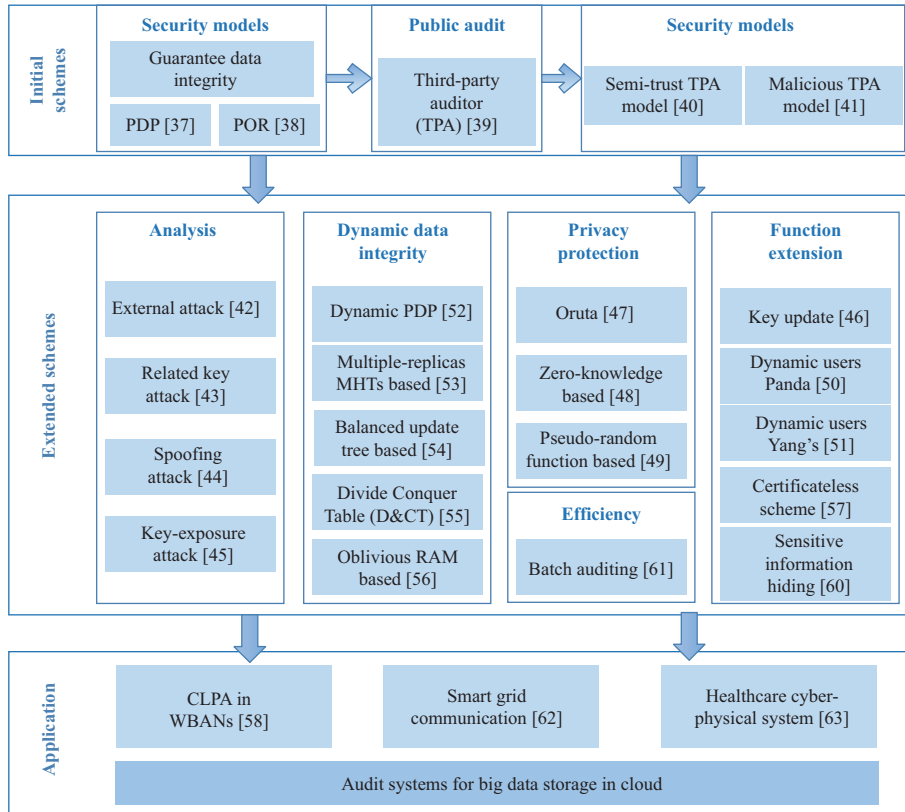 Initial
schemes
Security models
Guarantee data
integrity
PDP [37]
POR [38]
Public audit
Third-party
auditor
(TPA) [39]
Security models
Semi-trust TPA
model [40]
Malicious TPA
model [41]
Extended schemes
Analysis
External attack [42]
Related key
attack [43]
Spoofing
attack [44]
Key-exposure
attack [45]
Dynamic data
integrity
Dynamic PDP [52]
Multiple-replicas
MHTs based [53]
Balanced update
tree based [54]
Divide Conquer
Table (D&CT) [55]
Oblivious RAM
based [56]
Privacy
protection
Oruta [47]
Zero-knowledge
based [48]
Pseudo-random
function based [49]
Efficiency
Batch auditing [61]
Function
extension
Key update [46]
Dynamic users
Panda [50]
Dynamic users
Yang's [51]
Certificateless
scheme [57]
Sensitive
information
hiding [60]
Application
CLPA in
WBANs [58]
Smart grid
communication [62]
Healthcare cyber-
physical system [63]
Audit systems for big data storage in cloud